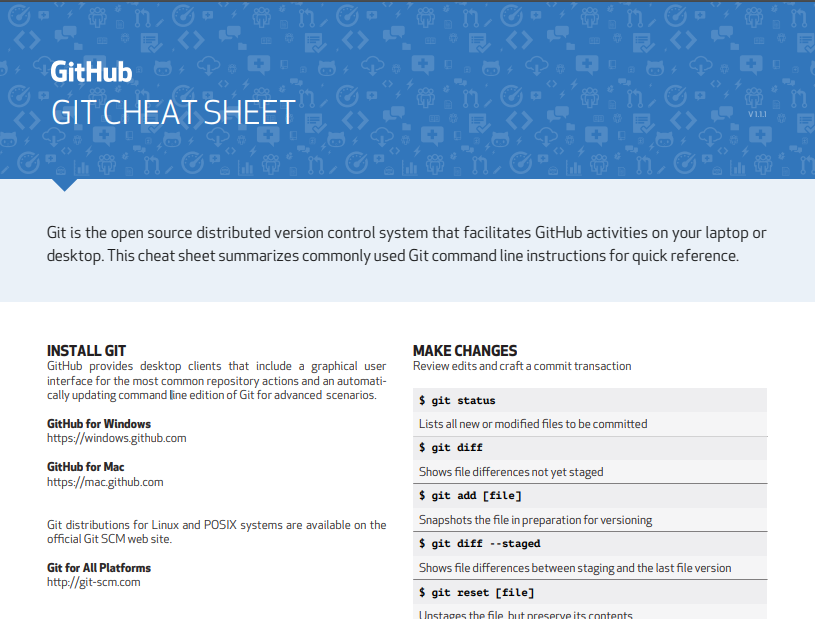 GitHub
GIT CHEAT SHEET
V 1.1.1
Git is the open source distributed version control system that facilitates GitHub activities on your laptop or
desktop. This cheat sheet summarizes commonly used Git command line instructions for quick reference.
INSTALL GIT
GitHub provides desktop clients that include a graphical user
interface for the most common repository actions and an automati-
cally updating command line edition of Git for advanced scenarios.
GitHub for Windows
https://windows.github.com
GitHub for Mac
https://mac.github.com
Git distributions for Linux and POSIX systems are available on the
official Git SCM web site.
Git for All Platforms
http://git-scm.com
MAKE CHANGES
Review edits and craft a commit transaction
$ git status
Lists all new or modified files to be committed
$ git diff
Shows file differences not yet staged
$ git add [file]
Snapshots the file in preparation for versioning
$ git diff --staged
Shows file differences between staging and the last file version
$ git reset [file]
Unstages the file, but preserve its contents